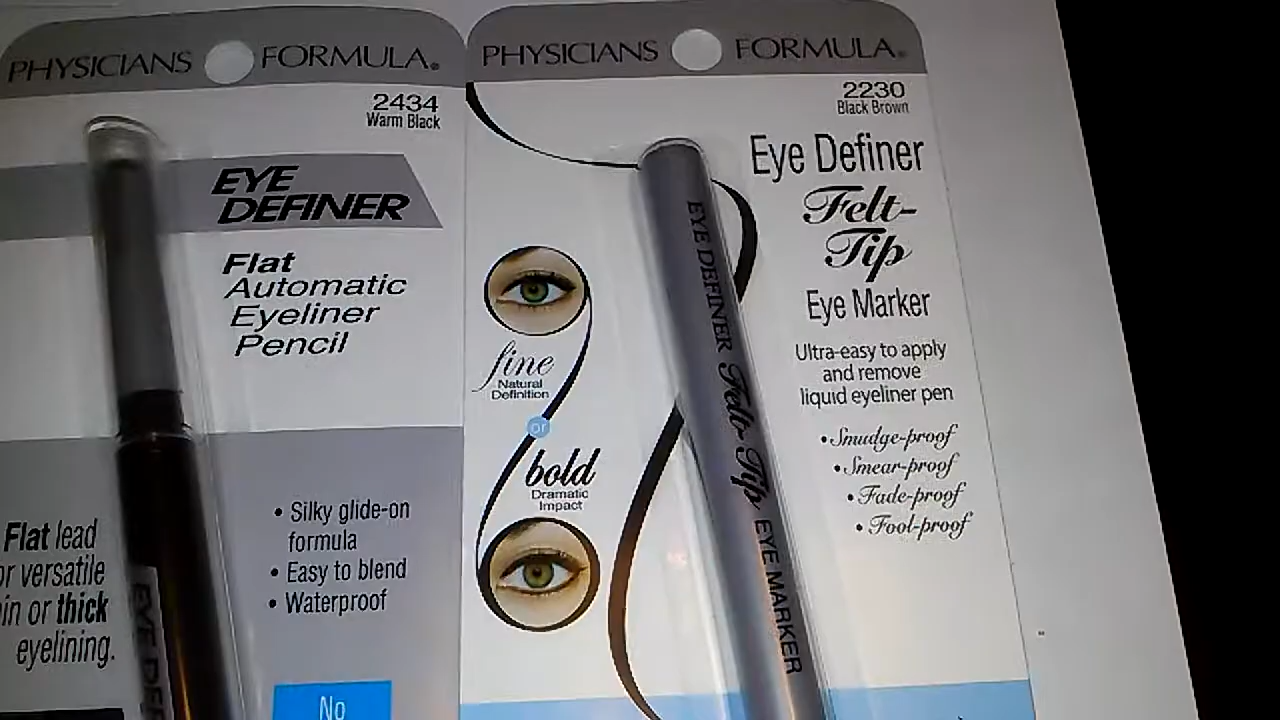 PHYSICIANS FORMULA®
2434
Warm Black
EYE
DEFINER
Flat
Automatic
Eyeliner
Pencil
Flat lead
versatile
or thick
eyelining.
• Silky glide-on
formula
• Easy to blend
• Waterproof
No
EYE
PHYSICIANS FORMULA®
2230
Black Brown
Eye Definer
Felt-
Tip
Eye Marker
Ultra-easy to apply
and remove
liquid eyeliner pen
• Smudge-proof
• Smear-proof
• Fade-proof
• Fool-proof
fine
Natural
Definition
or
bold
Dramatic
Impact
EYE DEFINER Felt-Tip EYE MARKER